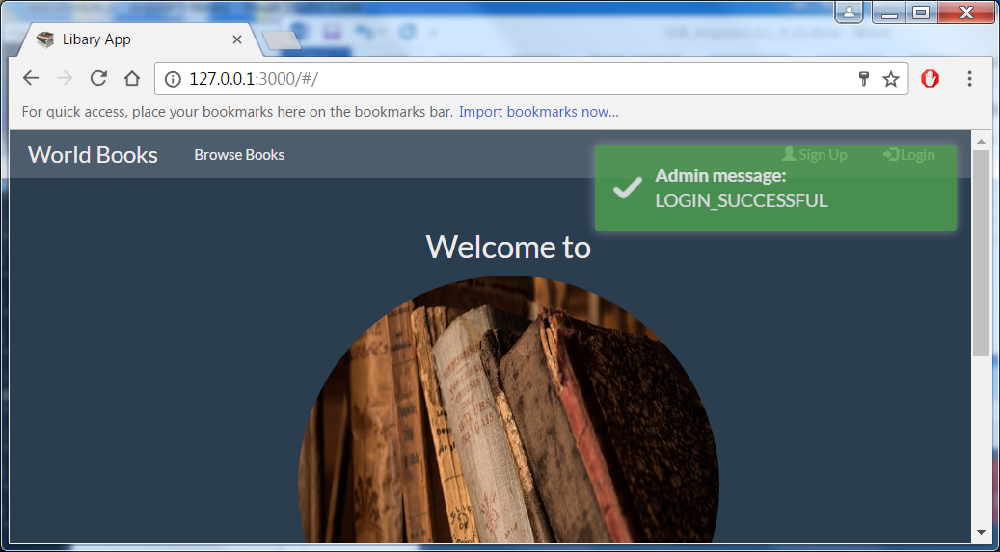 Libary App
127.0.0.1:3000/#/
For quick access, place your bookmarks here on the bookmarks bar. Import bookmarks now...
World Books Browse Books Sign Up Login
Admin message:
LOGIN_SUCCESSFUL
Welcome to